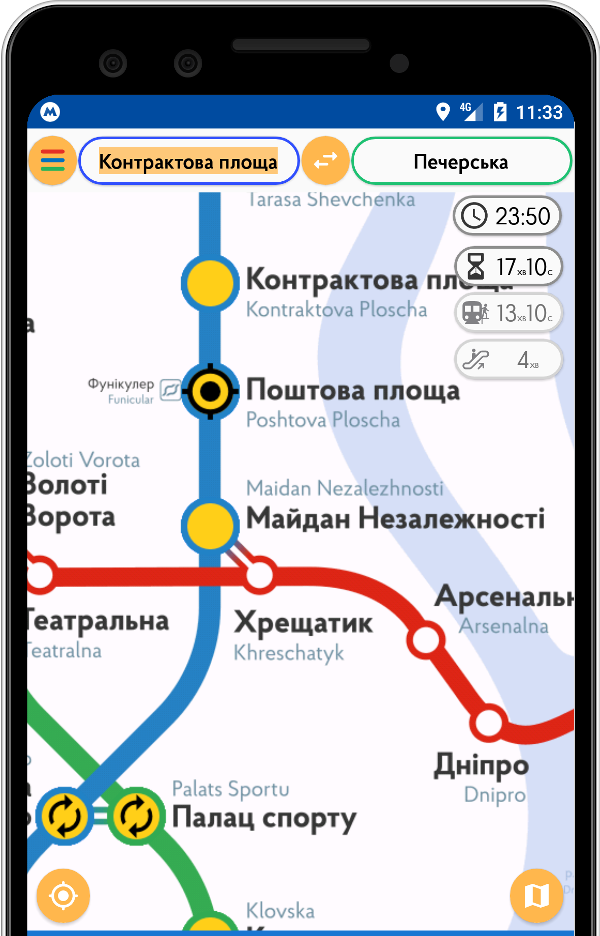 4G 11:33
Контрактова площа Печерська
Tarasa Shevchenka
23:50
Контрактова площа
17хв10с
Kontraktova Ploscha
13хв10с
Фунікулер
Funicular
Поштова площа
4хв
Poshtova Ploscha
Zoloti Vorota
Золоті
Ворота
Maidan Nezalezhnosti
Майдан Незалежності
Театральна
Teatralna
Хрещатик
Khreschatyk
Арсенальн
Arsenalna
Дніпро
Dnipro
Palats Sportu
Палац спорту
Klovska